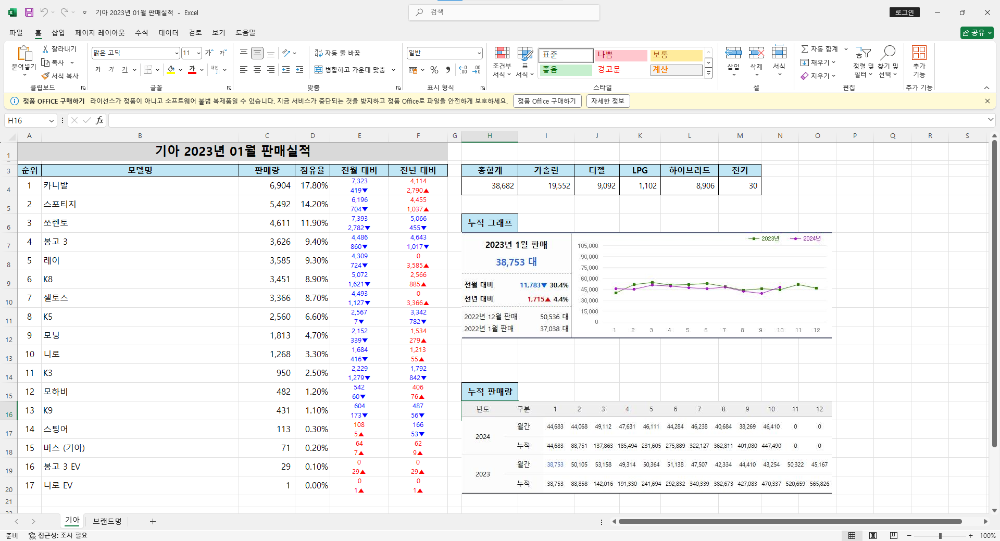 기아 2023년 01월 판매실적 - Excel
검색
로그인
파일 홈 삽입 페이지 레이아웃 수식 데이터 검토 보기 도움말
공유
붙여넣기
잘라내기
복사
서식 복사
클립보드
맑은 고딕 11 가 가
가 가 가 가 내천
글꼴
가나다 자동 줄 바꿈
병합하고 가운데 맞춤
맞춤
일반
표시 형식
조건부 서식
표 서식
표준 나쁨 보통
좋음 경고문 계산
스타일
삽입 삭제 서식
셀
자동 합계
채우기
지우기
정렬 및 필터
찾기 및 선택
편집
추가 기능
추가 기능
정품 OFFICE 구매하기 라이선스가 정품이 아니고 소프트웨어 불법 복제품일 수 있습니다. 지금 서비스가 중단되는 것을 방지하고 정품 Office로 파일을 안전하게 보호하세요. 정품 Office 구매하기 자세한 정보
H16 fx
A B C D E F G H I J K L M N O P Q R S
1 기아 2023년 01월 판매실적
3 순위 모델명 판매량 점유율 전월 대비 전년 대비
4 1 카니발 6,904 17.80% 7,323 419▼ 4,114 2,790▲
5 2 스포티지 5,492 14.20% 6,196 704▼ 4,455 1,037▲
6 3 쏘렌토 4,611 11.90% 7,393 2,782▼ 5,066 455▼
7 4 봉고 3 3,626 9.40% 4,486 860▼ 4,643 1,017▼
8 5 레이 3,585 9.30% 4,309 724▼ 0 3,585▲
9 6 K8 3,451 8.90% 5,072 1,621▼ 2,566 885▲
10 7 셀토스 3,366 8.70% 4,493 1,127▼ 0 3,366▲
11 8 K5 2,560 6.60% 2,567 7▼ 3,342 782▼
12 9 모닝 1,813 4.70% 2,152 339▼ 1,534 279▲
13 10 니로 1,268 3.30% 1,684 416▼ 1,213 55▲
14 11 K3 950 2.50% 2,229 1,279▼ 1,792 842▼
15 12 모하비 482 1.20% 542 60▼ 406 76▲
16 13 K9 431 1.10% 604 173▼ 487 56▼
17 14 스팅어 113 0.30% 108 5▲ 166 53▼
18 15 버스 (기아) 71 0.20% 64 7▲ 62 9▲
19 16 봉고 3 EV 29 0.10% 0 29▲ 0 29▲
20 17 니로 EV 1 0.00% 0 1▲ 0 1▲
21
총합계 가솔린 디젤 LPG 하이브리드 전기
38,682 19,552 9,092 1,102 8,906 30
누적 그래프
2023년 1월 판매
38,753 대
전월 대비 11,783▼ 30.4%
전년 대비 1,715▲ 4.4%
2022년 12월 판매 50,536 대
2022년 1월 판매 37,038 대
2023년 2024년
105,000
90,000
75,000
60,000
45,000
30,000
15,000
0
1 2 3 4 5 6 7 8 9 10 11 12
누적 판매량
년도 구분 1 2 3 4 5 6 7 8 9 10 11 12
2024
월간 44,683 44,068 49,112 47,631 46,111 44,284 46,238 40,684 38,269 46,410 0 0
누적 44,683 88,751 137,863 185,494 231,605 275,889 322,127 362,811 401,080 447,490 0 0
2023
월간 38,753 50,105 53,158 49,314 50,364 51,138 47,507 42,334 44,410 43,254 50,322 45,167
누적 38,753 88,858 142,016 191,330 241,694 292,832 340,339 382,673 427,083 470,337 520,659 565,826
기아 브랜드명
준비 접근성: 조사 필요
100%